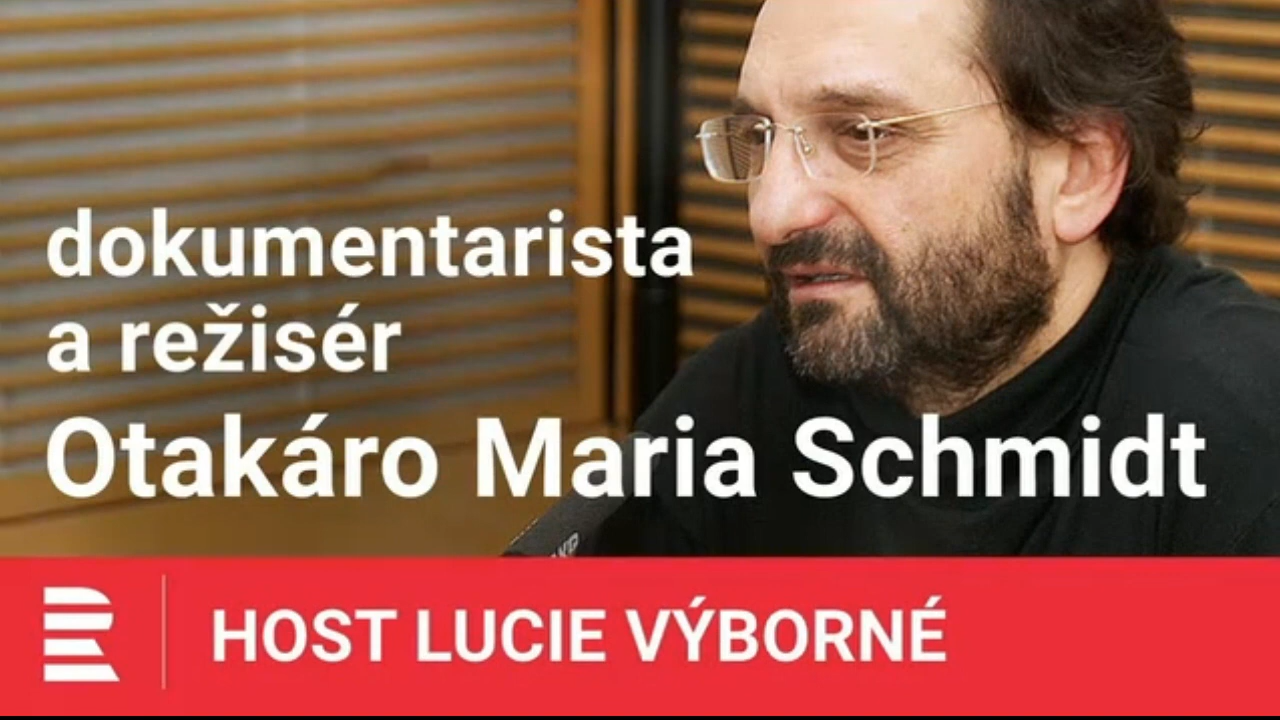 dokumentarista
a režisér
Otakáro Maria Schmidt
HOST LUCIE VÝBORNÉ